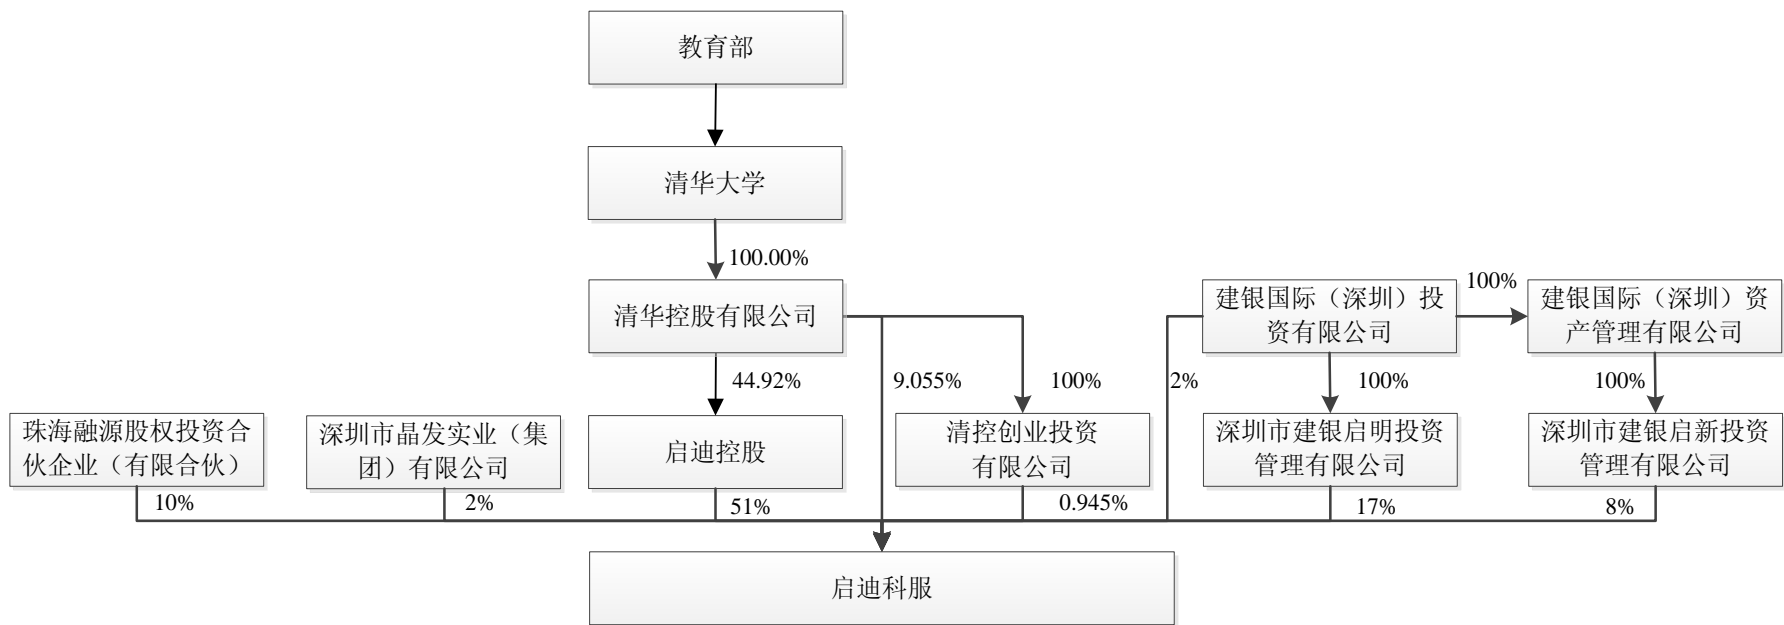 教育部
清华大学
100.00%
清华控股有限公司
建银国际（深圳）投
资有限公司
100%
建银国际（深圳）资
产管理有限公司
44.92%
9.055%
100%
2%
100%
100%
珠海融源股权投资合
伙企业（有限合伙）
深圳市晶发实业（集
团）有限公司
启迪控股
清控创业投资
有限公司
深圳市建银启明投资
管理有限公司
深圳市建银启新投资
管理有限公司
10%
2%
51%
0.945%
17%
8%
启迪科服